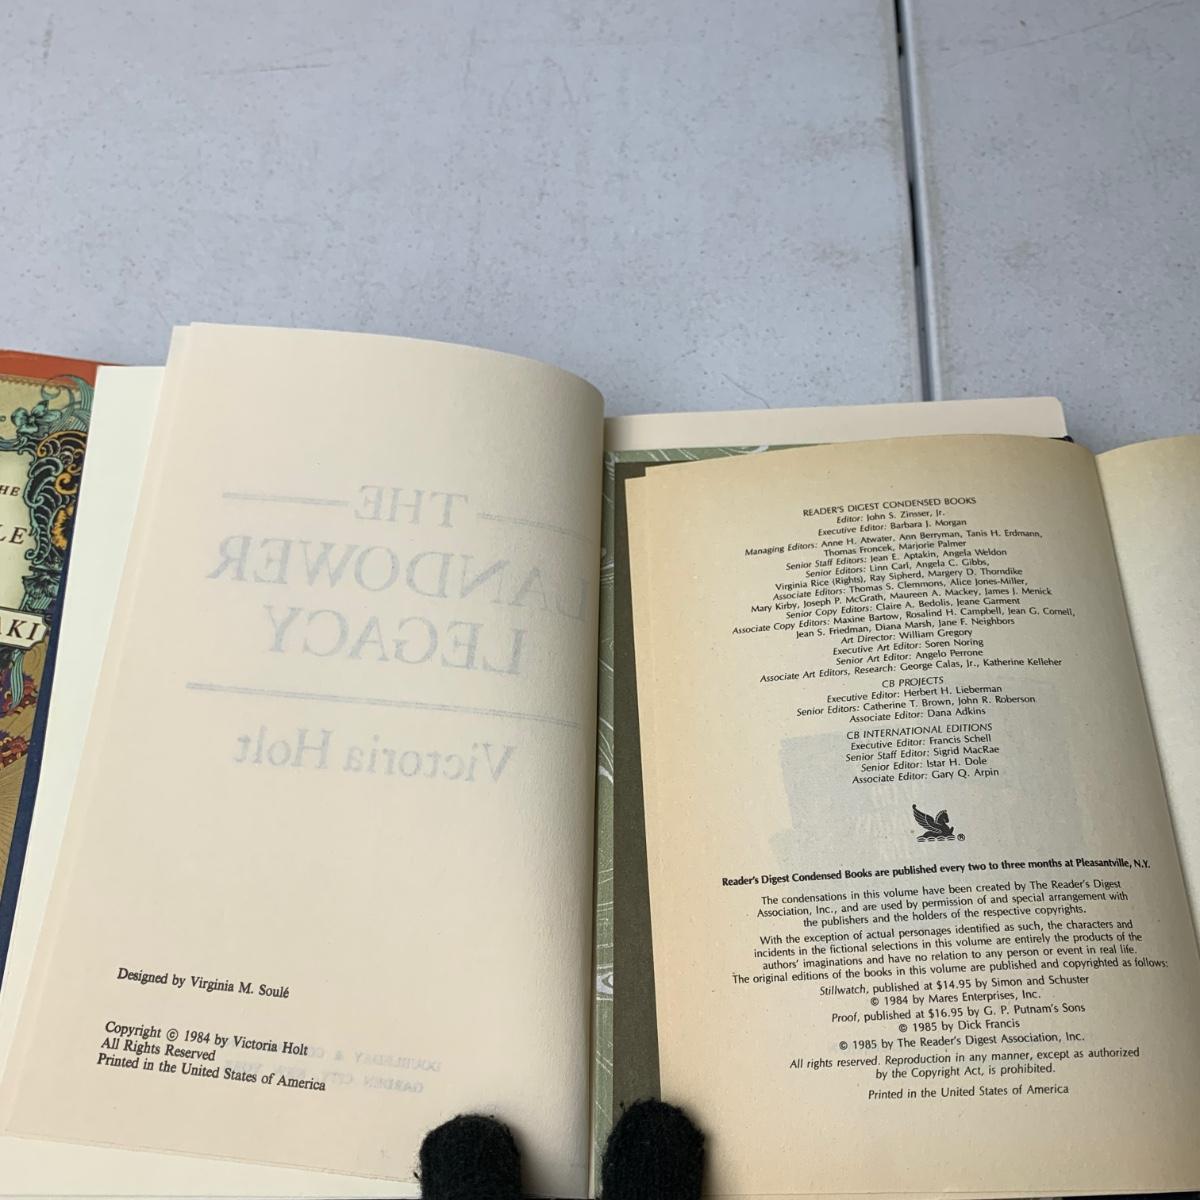 HE
LE
AKI
THE
LANDOWER
LEGACY
Victoria Holt
Designed by Virginia M. Soulé
Copyright © 1984 by Victoria Holt
All Rights Reserved
Printed in the United States of America
READER'S DIGEST CONDENSED BOOKS
Editor: John S. Zinsser, Jr.
Executive Editor: Barbara J. Morgan
Managing Editors: Anne H. Atwater, Ann Berryman, Tanis H. Erdmann,
Thomas Froncek, Marjorie Palmer
Senior Staff Editors: Jean E. Aptakin, Angela Weldon
Senior Editors: Linn Carl, Angela C. Gibbs,
Virginia Rice (Rights), Ray Sipherd, Margery D. Thorndike
Associate Editors: Thomas S. Clemmons, Alice Jones-Miller,
Mary Kirby, Joseph P. McGrath, Maureen A. Mackey, James J. Menick
Senior Copy Editors: Claire A. Bedolis, Jeane Garment
Associate Copy Editors: Maxine Bartow, Rosalind H. Campbell, Jean G. Cornell,
Jean S. Friedman, Diana Marsh, Jane F. Neighbors
Art Director: William Gregory
Executive Art Editor: Soren Noring
Senior Art Editor: Angelo Perrone
Associate Art Editors, Research: George Calas, Jr., Katherine Kelleher
CB PROJECTS
Executive Editor: Herbert H. Lieberman
Senior Editors: Catherine T. Brown, John R. Roberson
Associate Editor: Dana Adkins
CB INTERNATIONAL EDITIONS
Executive Editor: Francis Schell
Senior Staff Editor: Sigrid MacRae
Senior Editor: Istar H. Dole
Associate Editor: Gary Q. Arpin
®
Reader's Digest Condensed Books are published every two to three months at Pleasantville, N.Y.
The condensations in this volume have been created by The Reader's Digest
Association, Inc., and are used by permission of and special arrangement with
the publishers and the holders of the respective copyrights.
With the exception of actual personages identified as such, the characters and
incidents in the fictional selections in this volume are entirely the products of the
authors' imaginations and have no relation to any person or event in real life.
The original editions of the books in this volume are published and copyrighted as follows:
Stillwatch, published at $14.95 by Simon and Schuster
© 1984 by Mares Enterprises, Inc.
Proof, published at $16.95 by G. P. Putnam's Sons
© 1985 by Dick Francis
© 1985 by The Reader's Digest Association, Inc.
All rights reserved. Reproduction in any manner, except as authorized
by the Copyright Act, is prohibited.
Printed in the United States of America